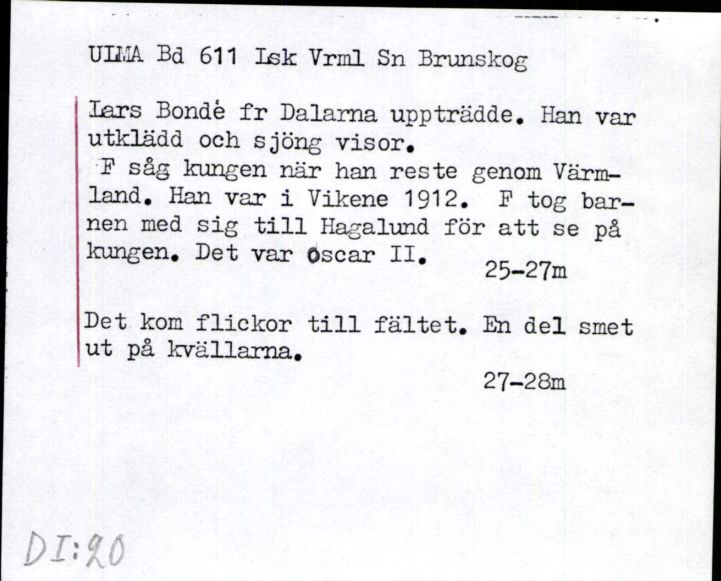 ULMA Bd 611 Isk Vrml Sn Brunskog
Lars Bondè fr Dalarna uppträdde. Han var
utklädd och sjöng visor.
F såg kungen när han reste genom Värm-
land. Han var i Vikene 1912. F tog bar-
nen med sig till Hagalund för att se på
kungen. Det var Oscar II.
25-27m
Det kom flickor till fältet. En del smet
ut på kvällarna.
27-28m
DI:20